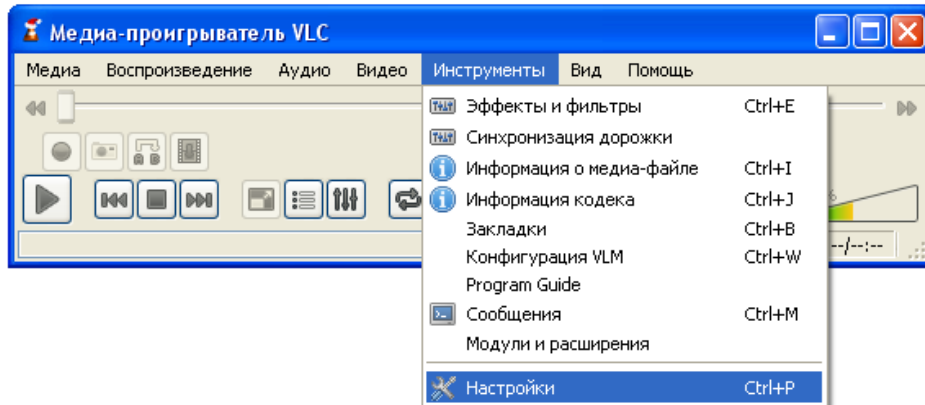 Медиа-проигрыватель VLC
Медиа Воспроизведение Аудио Видео Инструменты Вид Помощь
Эффекты и фильтры Ctrl+E
Синхронизация дорожки
Информация о медиа-файле Ctrl+I
Информация кодека Ctrl+J
Закладки Ctrl+B
Конфигурация VLM Ctrl+W
--/--:--
Program Guide
Сообщения Ctrl+M
Модули и расширения
Настройки Ctrl+P